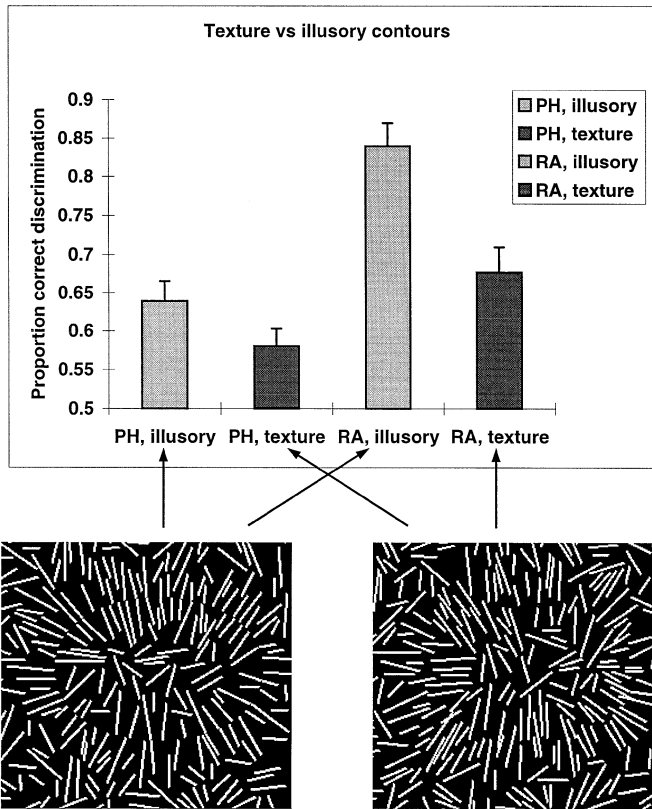 Texture vs illusory contours
Proportion correct discrimination
0.9
0.85
0.8
0.75
0.7
0.65
0.6
0.55
0.5
PH, illusory
PH, texture
RA, illusory
RA, texture
PH, illusory PH, texture RA, illusory RA, texture